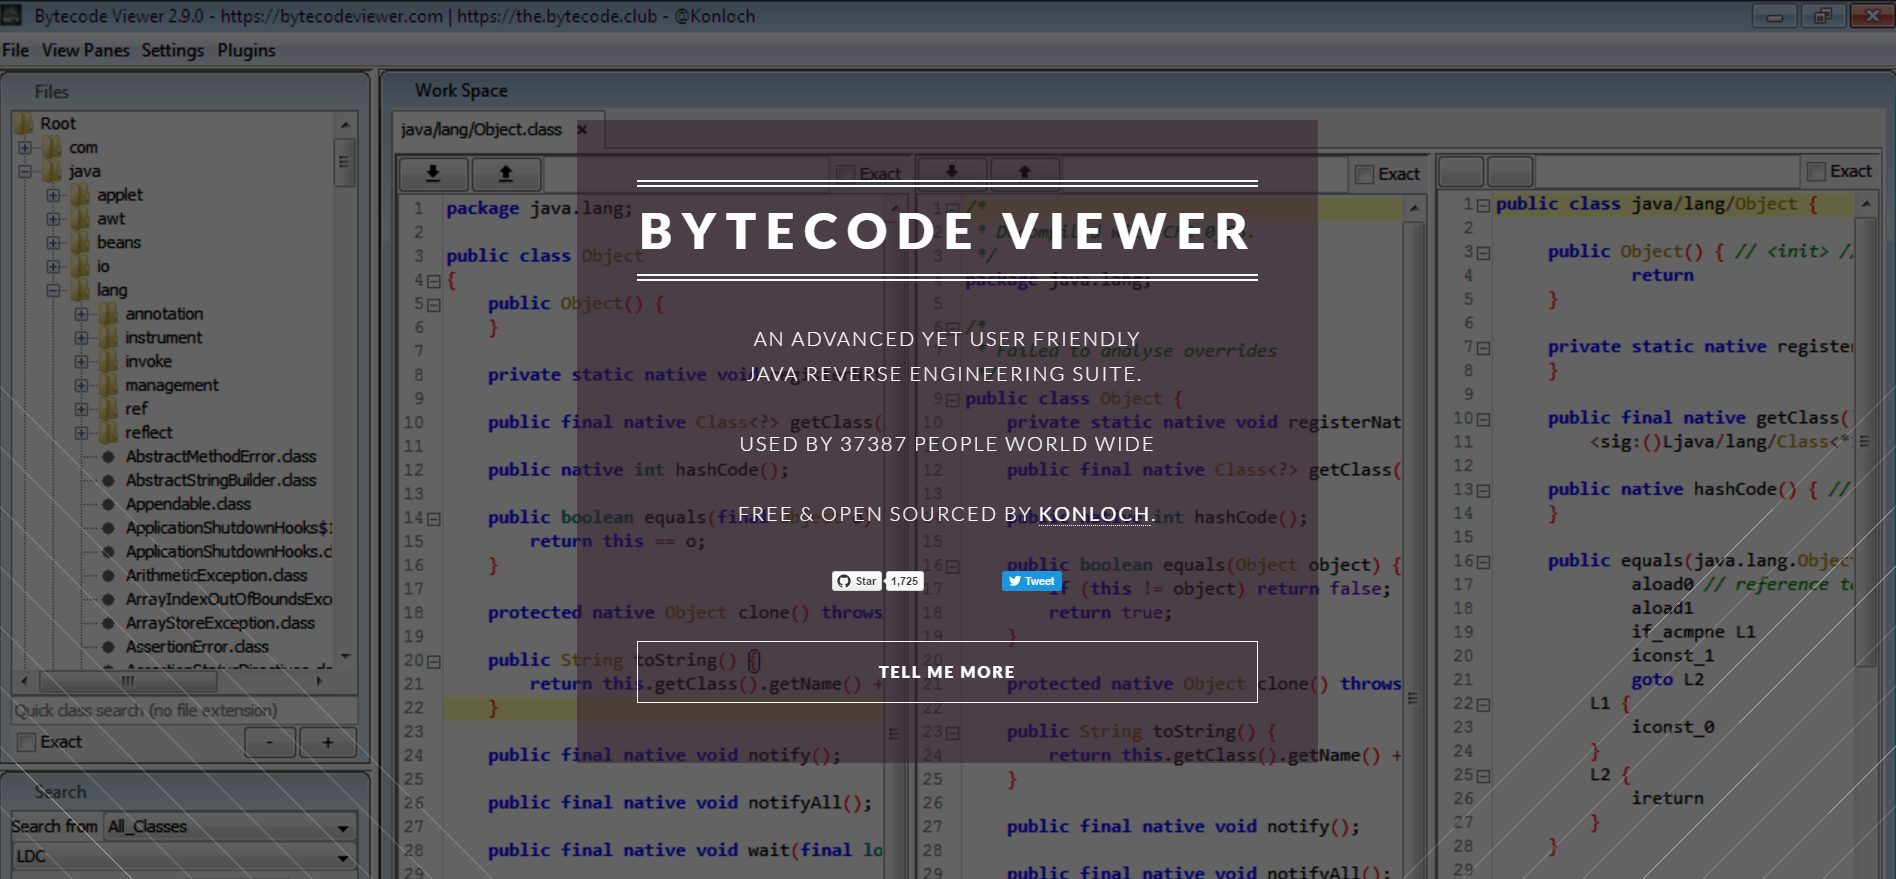 Bytecode Viewer 2.9.0 - https://bytecodeviewer.com | https://the.bytecode.club - @Konloch
File View Panes Settings Plugins
Files
Root
com
java
applet
awt
beans
io
lang
annotation
instrument
invoke
management
ref
reflect
AbstractMethodError.class
AbstractStringBuilder.class
Appendable.class
ApplicationShutdownHooks$1
ApplicationShutdownHooks.c
ArithmeticException.class
ArrayIndexOutOfBoundsExce
ArrayStoreException.class
AssertionError.class
Quick class search (no file extension)
Exact - +
Search
Search from All_Classes
LDC
Work Space
java/lang/Object.class ×
Exact
1 package java.lang;
2
3 public class Object
4 {
5 public Object() {
6 }
7
8 private static native void
9
10 public final native Class<?> getClass(
11
12 public native int hashCode();
13
14 public boolean equals(final
15 return this == o;
16 }
17
18 protected native Object clone() throws
19
20 public String toString() {
21 return this.getClass().getName() +
22 }
23
24 public final native void notify();
25
26 public final native void notifyAll();
27
28 public final native void wait(final lo
29
Exact
1 /*
2 *
3 */
4 package java.lang;
5
6 /*
* Failed to analyse overrides
9 public class Object {
private static native void registerNat
12 public final native Class<?> getClass(
13
int hashCode();
15
16 public boolean equals(Object object) {
17 if (this != object) return false;
18 return true;
19 }
20
21 protected native Object clone() throws
22
23 public String toString() {
24 return this.getClass().getName() +
25 }
26
27 public final native void notify();
28
29 public final native void notifyAll();
Exact
1 public class java/lang/Object {
2
3 public Object() { // <init> //
4 return
5 }
6
7 private static native register
8 }
9
10 public final native getClass(
11 <sig:()Ljava/lang/Class<*
12
13 public native hashCode() { //
14 }
15
16 public equals(java.lang.Objec
17 aload0 // reference to
18 aload1
19 if_acmpne L1
20 iconst_1
21 goto L2
22 L1 {
23 iconst_0
24 }
25 L2 {
26 ireturn
27 }
28 }
29
BYTECODE VIEWER
AN ADVANCED YET USER FRIENDLY
JAVA REVERSE ENGINEERING SUITE.
USED BY 37387 PEOPLE WORLD WIDE
FREE & OPEN SOURCED BY KONLOCH.
Star 1,725 Tweet
TELL ME MORE